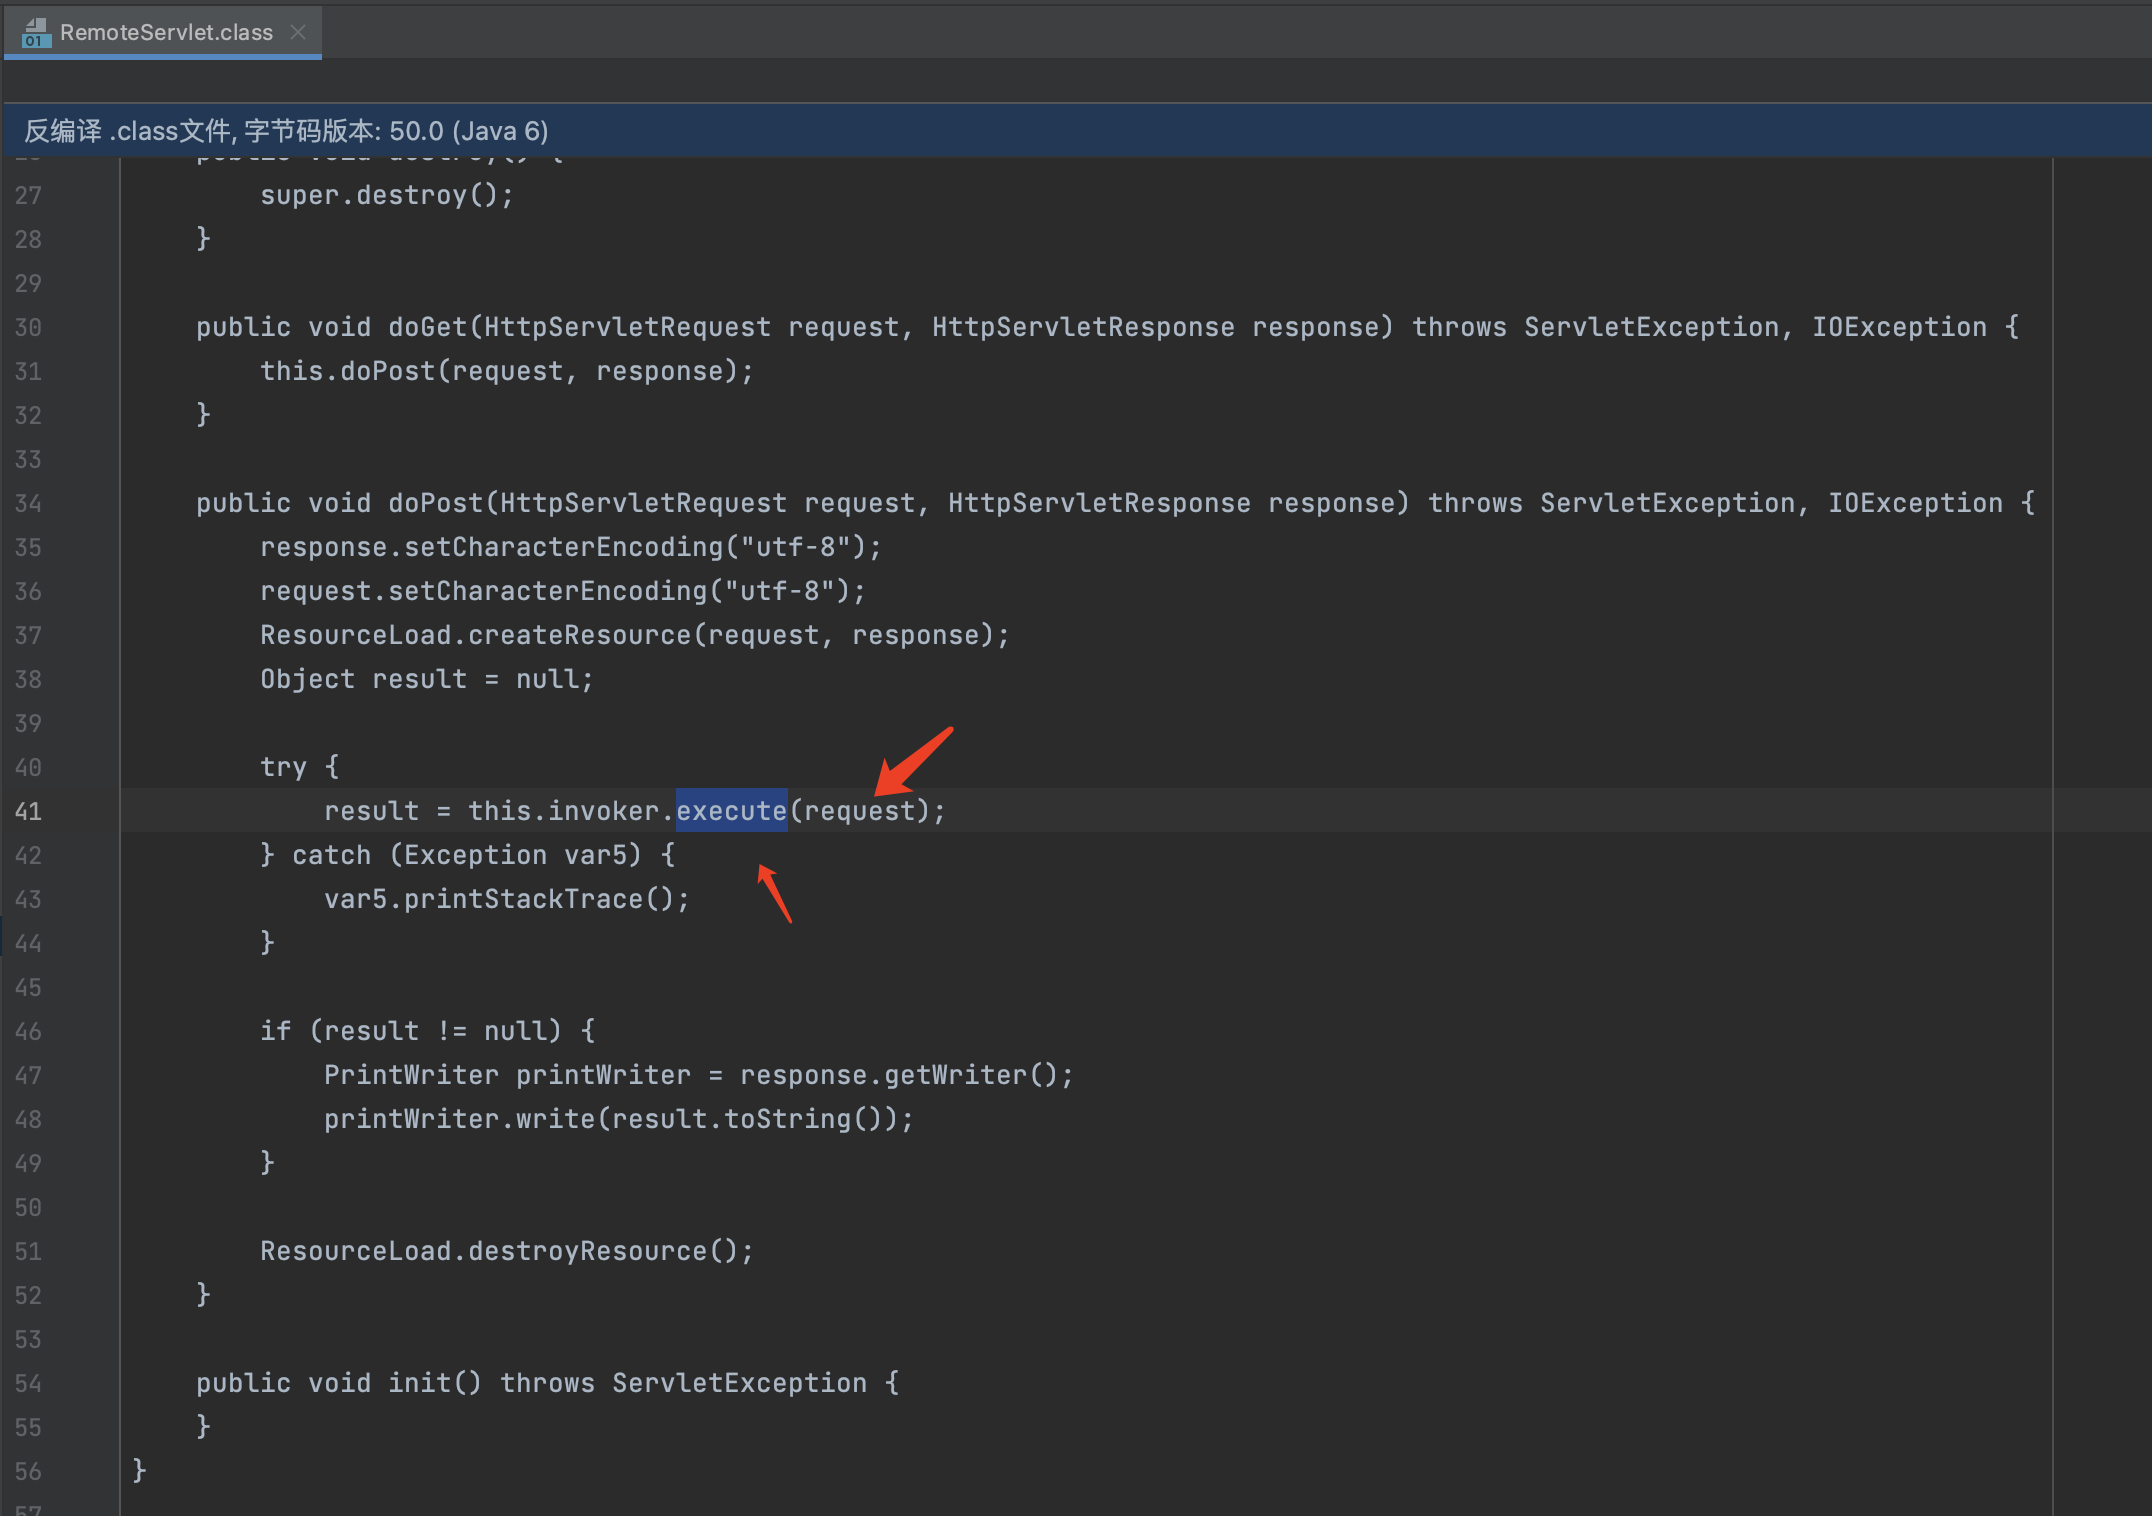 RemoteServlet.class
反编译 .class文件, 字节码版本: 50.0 (Java 6)
public void destroy() {
27 super.destroy();
28 }
29
30 public void doGet(HttpServletRequest request, HttpServletResponse response) throws ServletException, IOException {
31 this.doPost(request, response);
32 }
33
34 public void doPost(HttpServletRequest request, HttpServletResponse response) throws ServletException, IOException {
35 response.setCharacterEncoding("utf-8");
36 request.setCharacterEncoding("utf-8");
37 ResourceLoad.createResource(request, response);
38 Object result = null;
39
40 try {
41 result = this.invoker.execute(request);
42 } catch (Exception var5) {
43 var5.printStackTrace();
44 }
45
46 if (result != null) {
47 PrintWriter printWriter = response.getWriter();
48 printWriter.write(result.toString());
49 }
50
51 ResourceLoad.destroyResource();
52 }
53
54 public void init() throws ServletException {
55 }
56 }
57